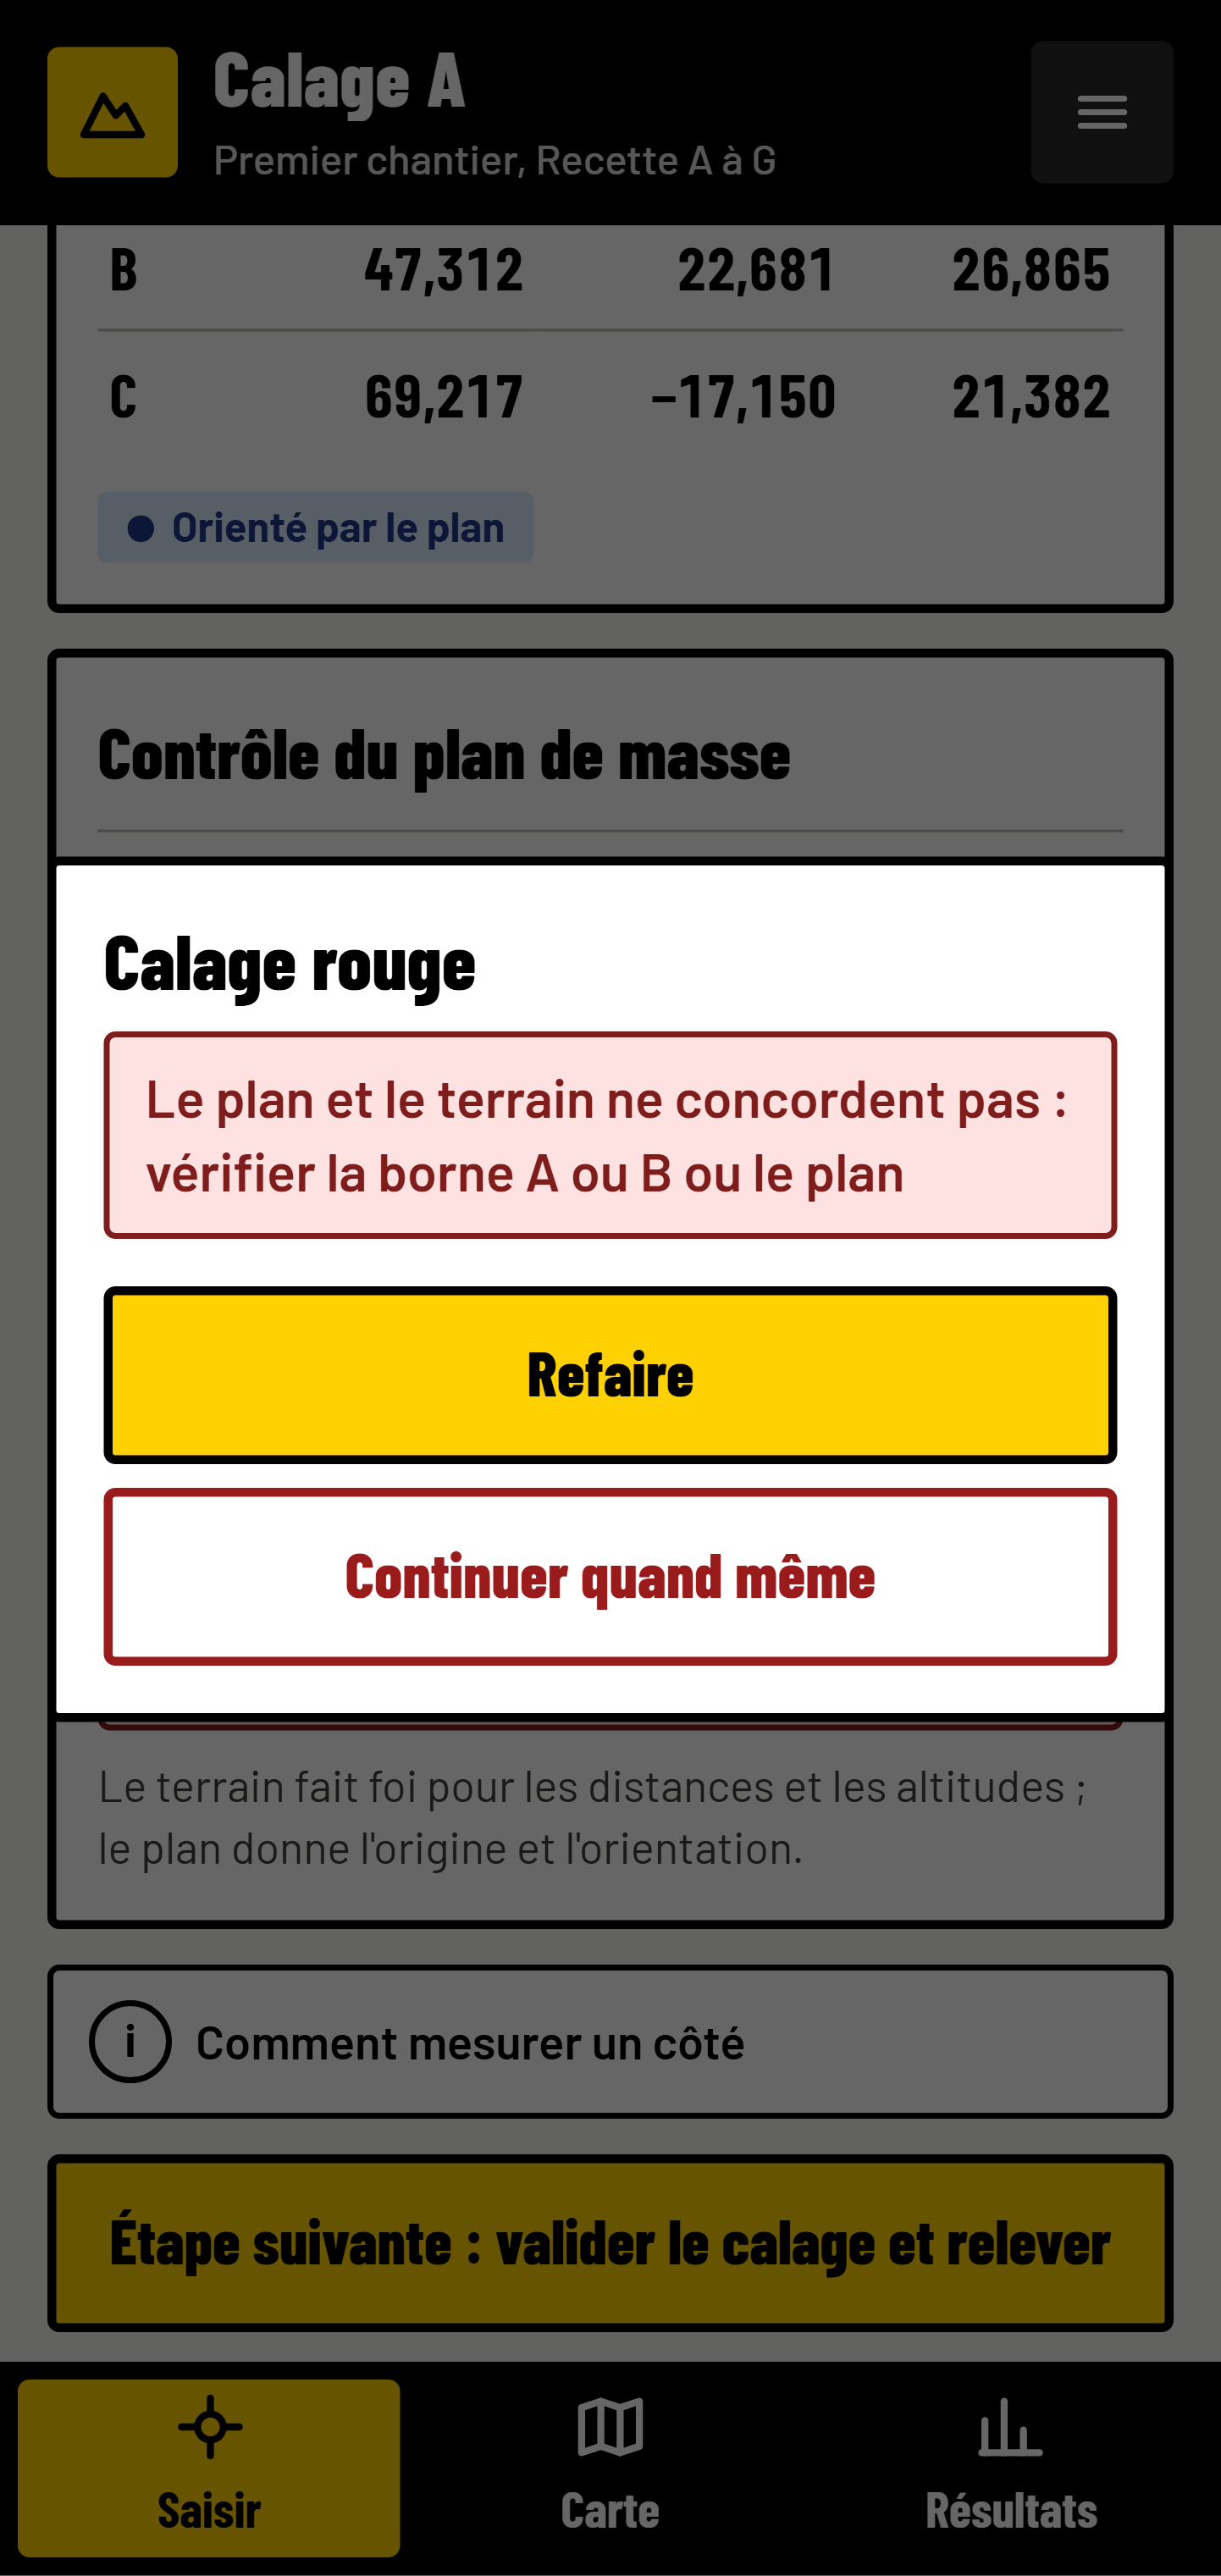 Calage A
Premier chantier, Recette A à G
B 47,312 22,681 26,865
C 69,217 −17,150 21,382
Orienté par le plan
Contrôle du plan de masse
Calage rouge
Le plan et le terrain ne concordent pas :
vérifier la borne A ou B ou le plan
Refaire
Continuer quand même
Le terrain fait foi pour les distances et les altitudes ;
le plan donne l'origine et l'orientation.
i Comment mesurer un côté
Étape suivante : valider le calage et relever
Saisir Carte Résultats